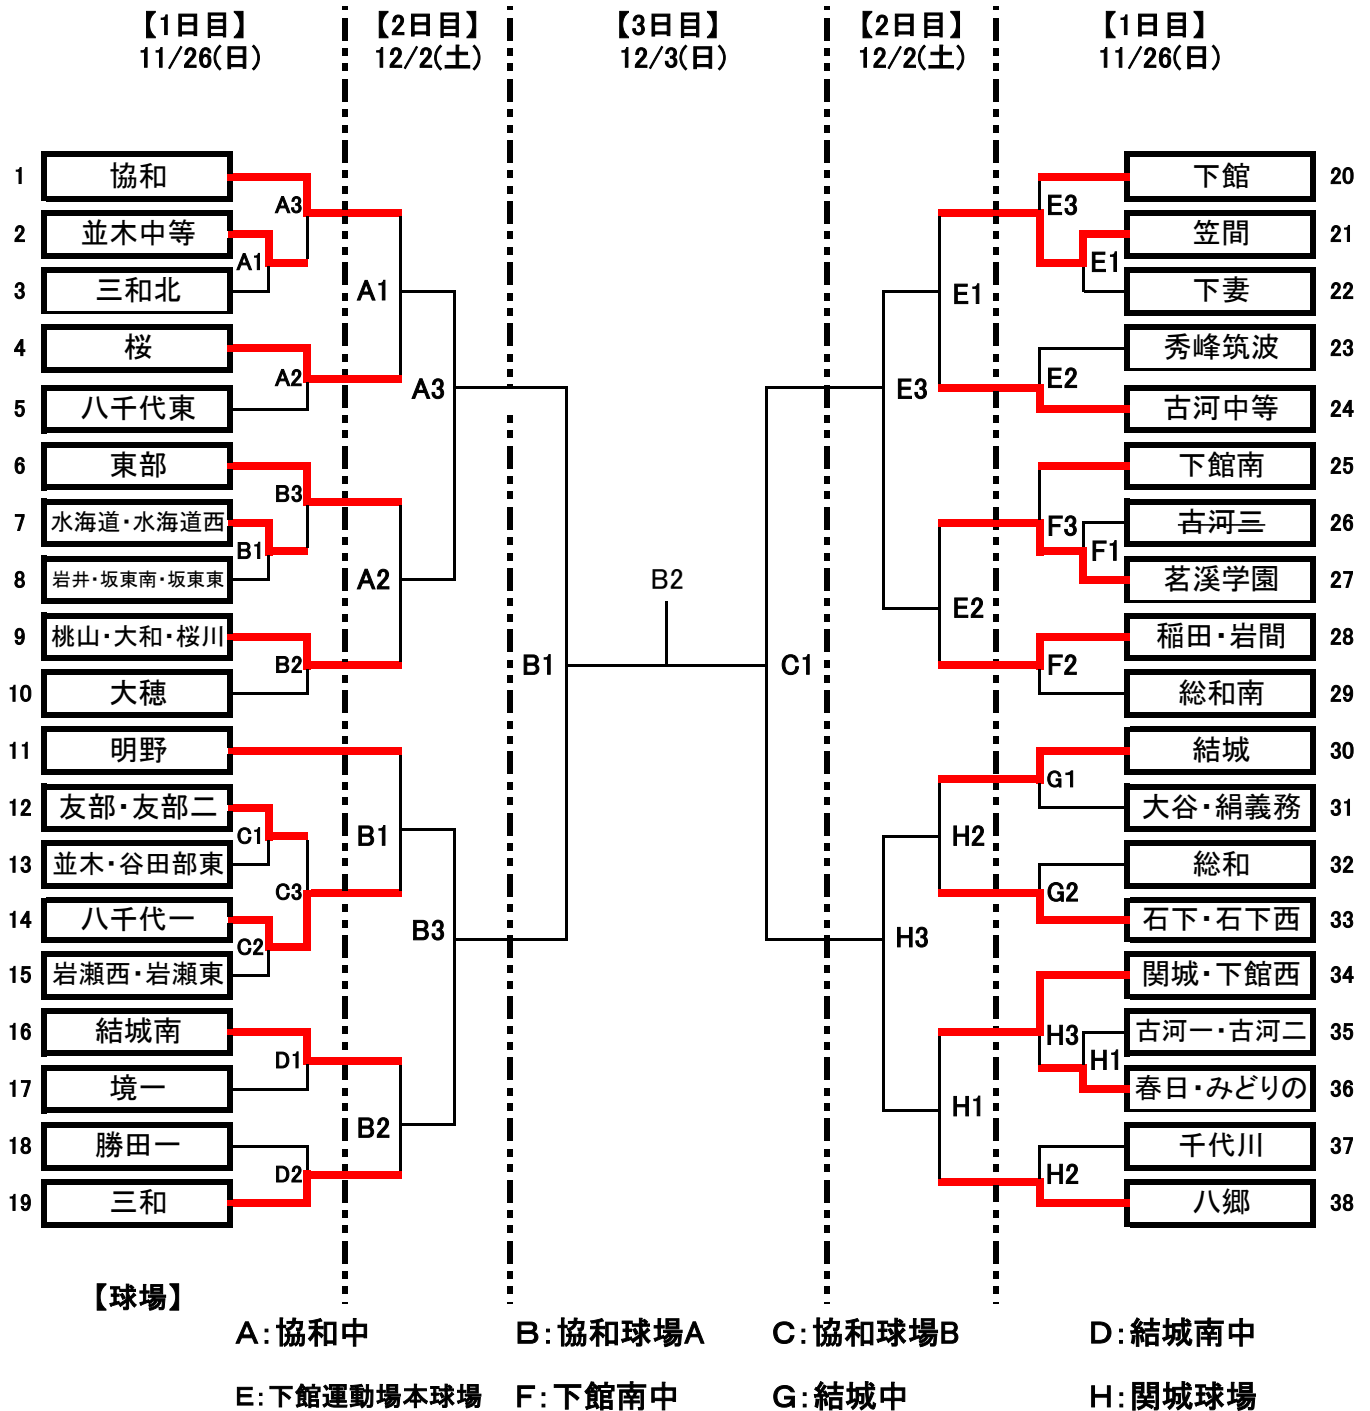 【1日目】 【2日目】 【3日目】 【2日目】 【1日目】
11/26(日) 12/2(土) 12/3(日) 12/2(土) 11/26(日)
1 協和 下館 20
A3 E3
2 並木中等 笠間 21
A1 E1
3 三和北 A1 E1 下妻 22
4 桜 秀峰筑波 23
A2 A3 E3 E2
5 八千代東 古河中等 24
6 東部 下館南 25
B3 F3
7 水海道・水海道西 古河三 26
B1 F1
8 岩井・坂東南・坂東東 A2 B2 茗溪学園 27
E2
9 桃山・大和・桜川 稲田・岩間 28
B2 B1 C1 F2
10 大穂 総和南 29
11 明野 結城 30
G1
12 友部・友部二 大谷・絹義務 31
C1 B1 H2
13 並木・谷田部東 総和 32
C3 G2
14 八千代一 石下・石下西 33
C2 B3 H3
15 岩瀬西・岩瀬東 関城・下館西 34
16 結城南 古河一・古河二 35
D1 H3 H1
17 境一 春日・みどりの 36
B2 H1
18 勝田一 千代川 37
D2 H2
19 三和 八郷 38
【球場】
A:協和中 B:協和球場A C:協和球場B D:結城南中
E:下館運動場本球場 F:下館南中 G:結城中 H:関城球場